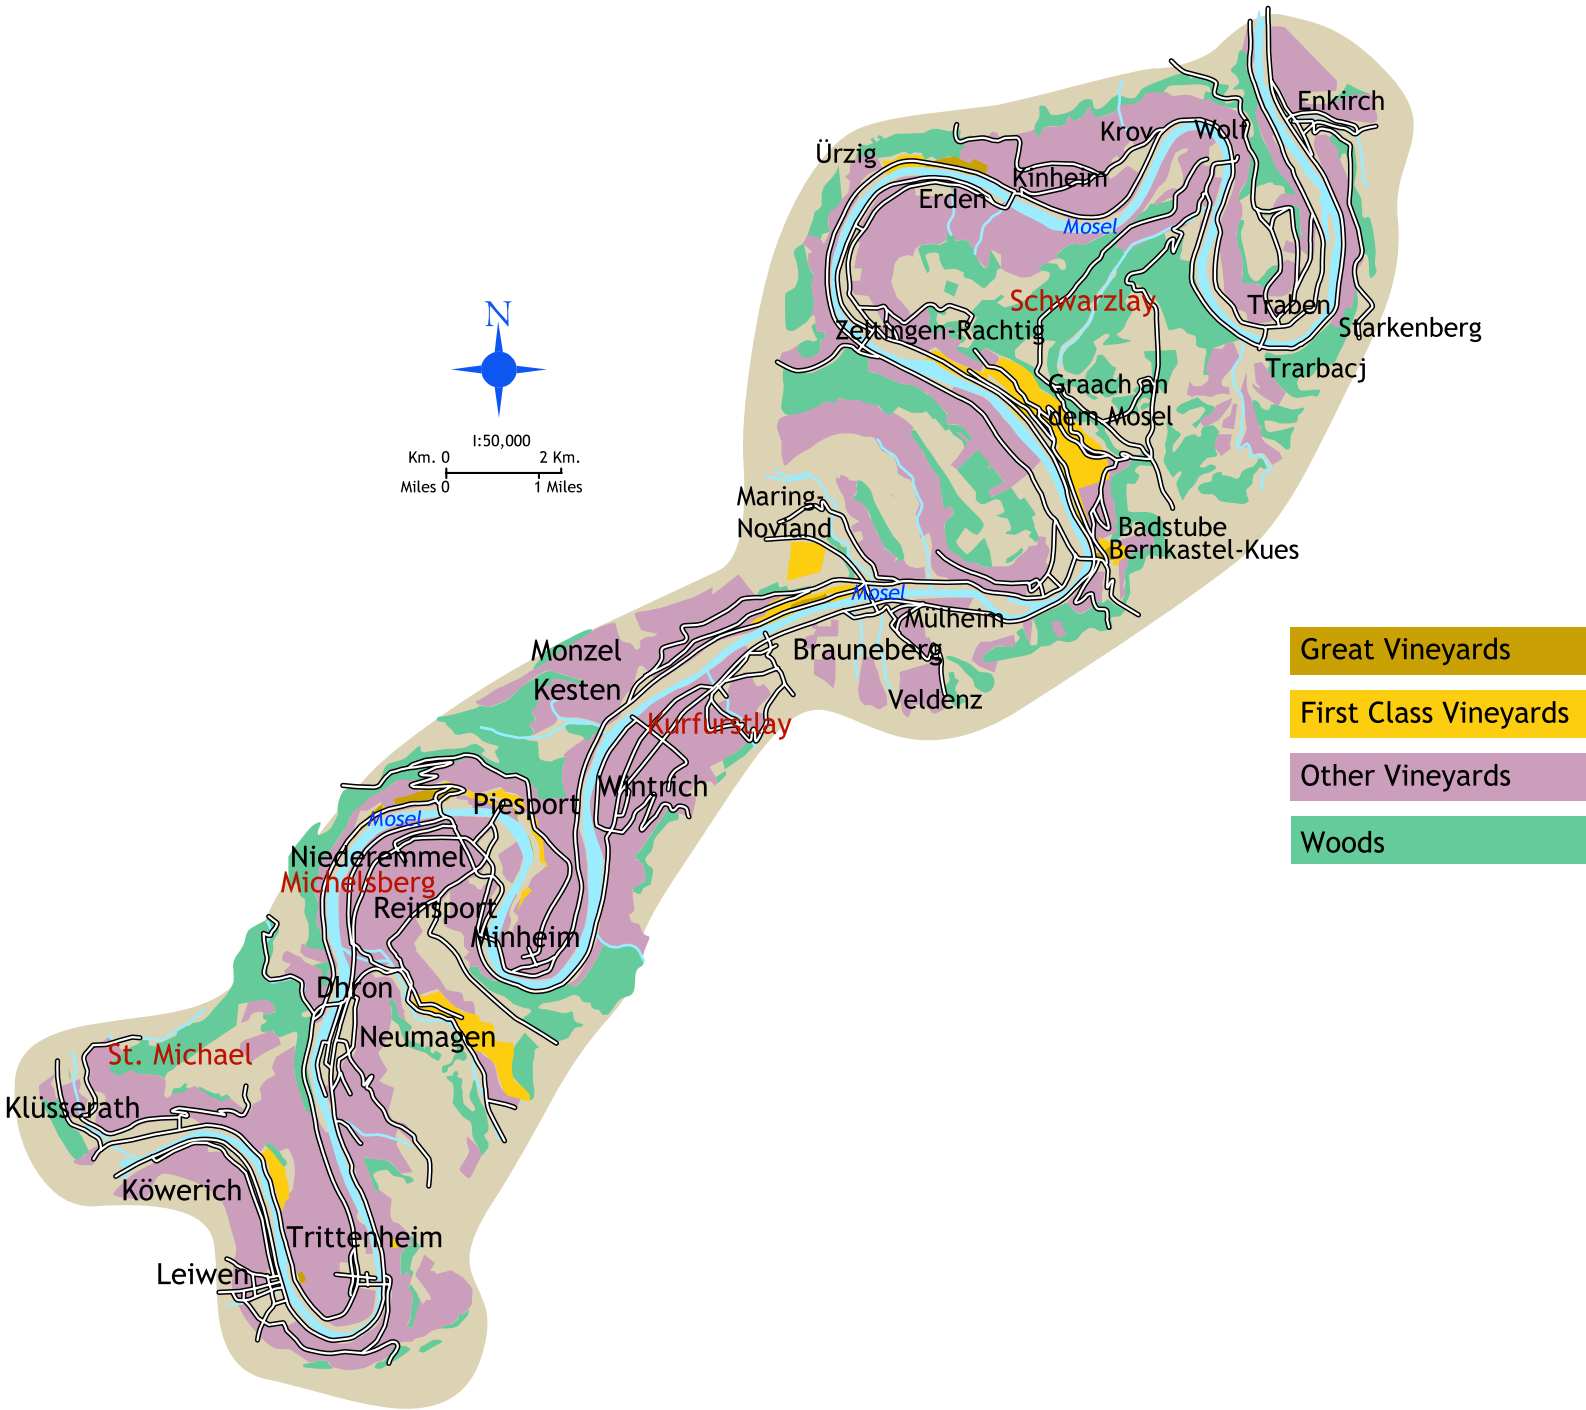 Enkirch
Krov
Wolf
Ürzig
Kinheim
Erden
Mosel
Schwarzlay
Traben
Starkenberg
Zeltingen-Rachtig
Trarbacj
Graach an
dem Mosel
N
I:50,000
Km. 0 2 Km.
Miles 0 1 Miles
Maring-
Noviand
Badstube
Bernkastel-Kues
Mosel
Mülheim
Monzel
Brauneberg
Kesten
Veldenz
Kurfurstlay
Great Vineyards
First Class Vineyards
Other Vineyards
Woods
Wintrich
Piesport
Mosel
Niederemmel
Michelsberg
Reinsport
Minheim
Dhron
Neumagen
St. Michael
Klüsserath
Köwerich
Trittenheim
Leiwen